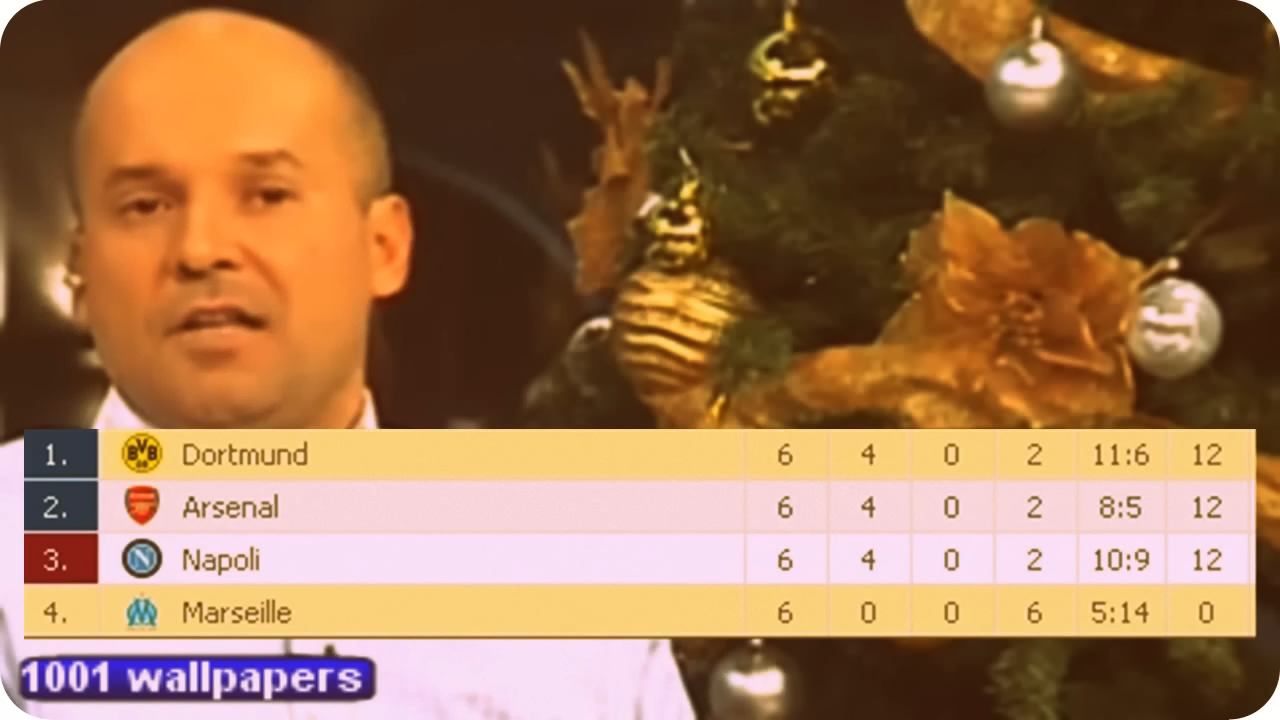 1. BVB 09 Dortmund 6 4 0 2 11:6 12
2. Arsenal 6 4 0 2 8:5 12
3. N Napoli 6 4 0 2 10:9 12
4. Marseille 6 0 0 6 5:14 0
1001 wallpapers